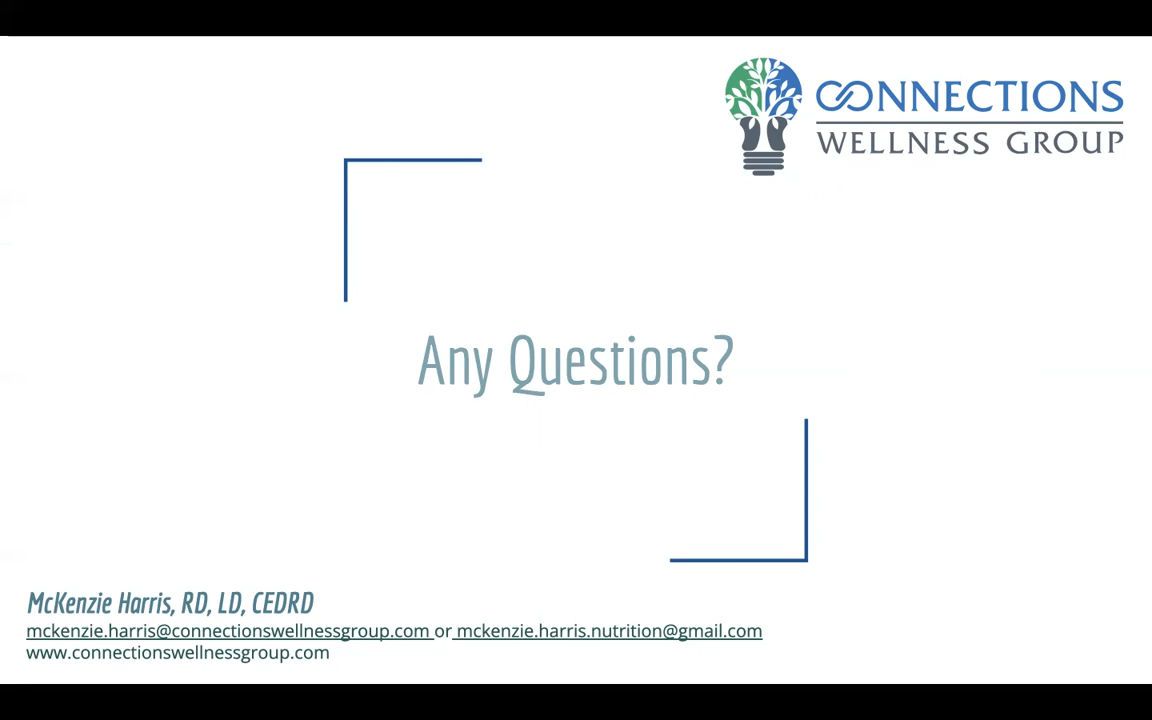 CONNECTIONS
WELLNESS GROUP
Any Questions?
McKenzie Harris, RD, LD, CEDRD
mckenzie.harris@connectionswellnessgroup.com or mckenzie.harris.nutrition@gmail.com
www.connectionswellnessgroup.com